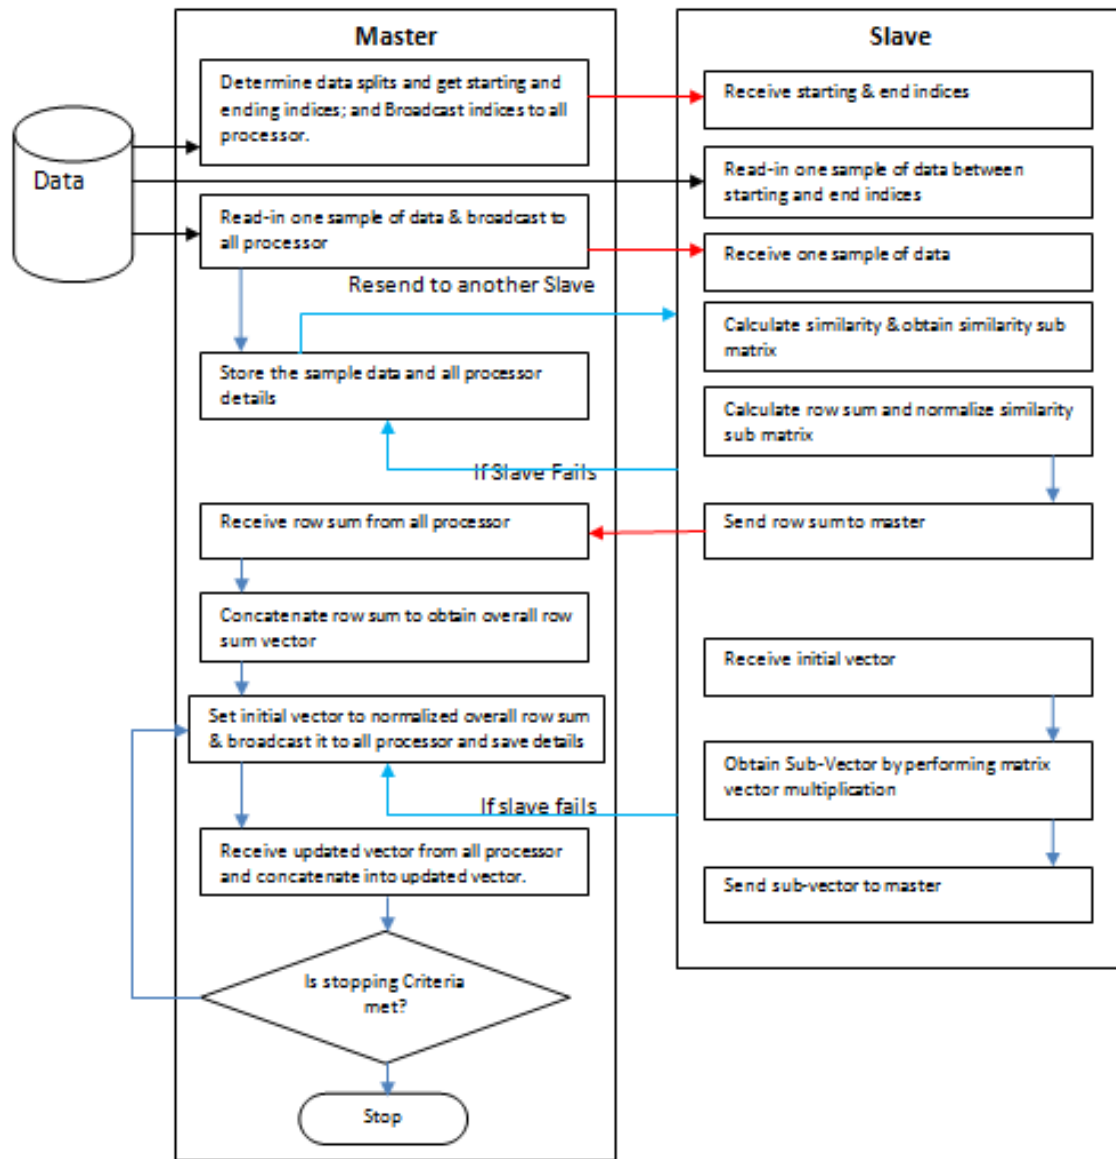 Master
Determine data splits and get starting and
ending indices; and Broadcast indices to all
processor.
Data
Read-in one sample of data & broadcast to
all processor
Resend to another Slave
Store the sample data and all processor
details
If Slave Fails
Receive row sum from all processor
Concatenate row sum to obtain overall row
sum vector
Set initial vector to normalized overall row sum
& broadcast it to all processor and save details
If slave fails
Receive updated vector from all processor
and concatenate into updated vector.
Is stopping Criteria
met?
Stop
Slave
Receive starting & end indices
Read-in one sample of data between
starting and end indices
Receive one sample of data
Calculate similarity & obtain similarity sub
matrix
Calculate row sum and normalize similarity
sub matrix
Send row sum to master
Receive initial vector
Obtain Sub-Vector by performing matrix
vector multiplication
Send sub-vector to master